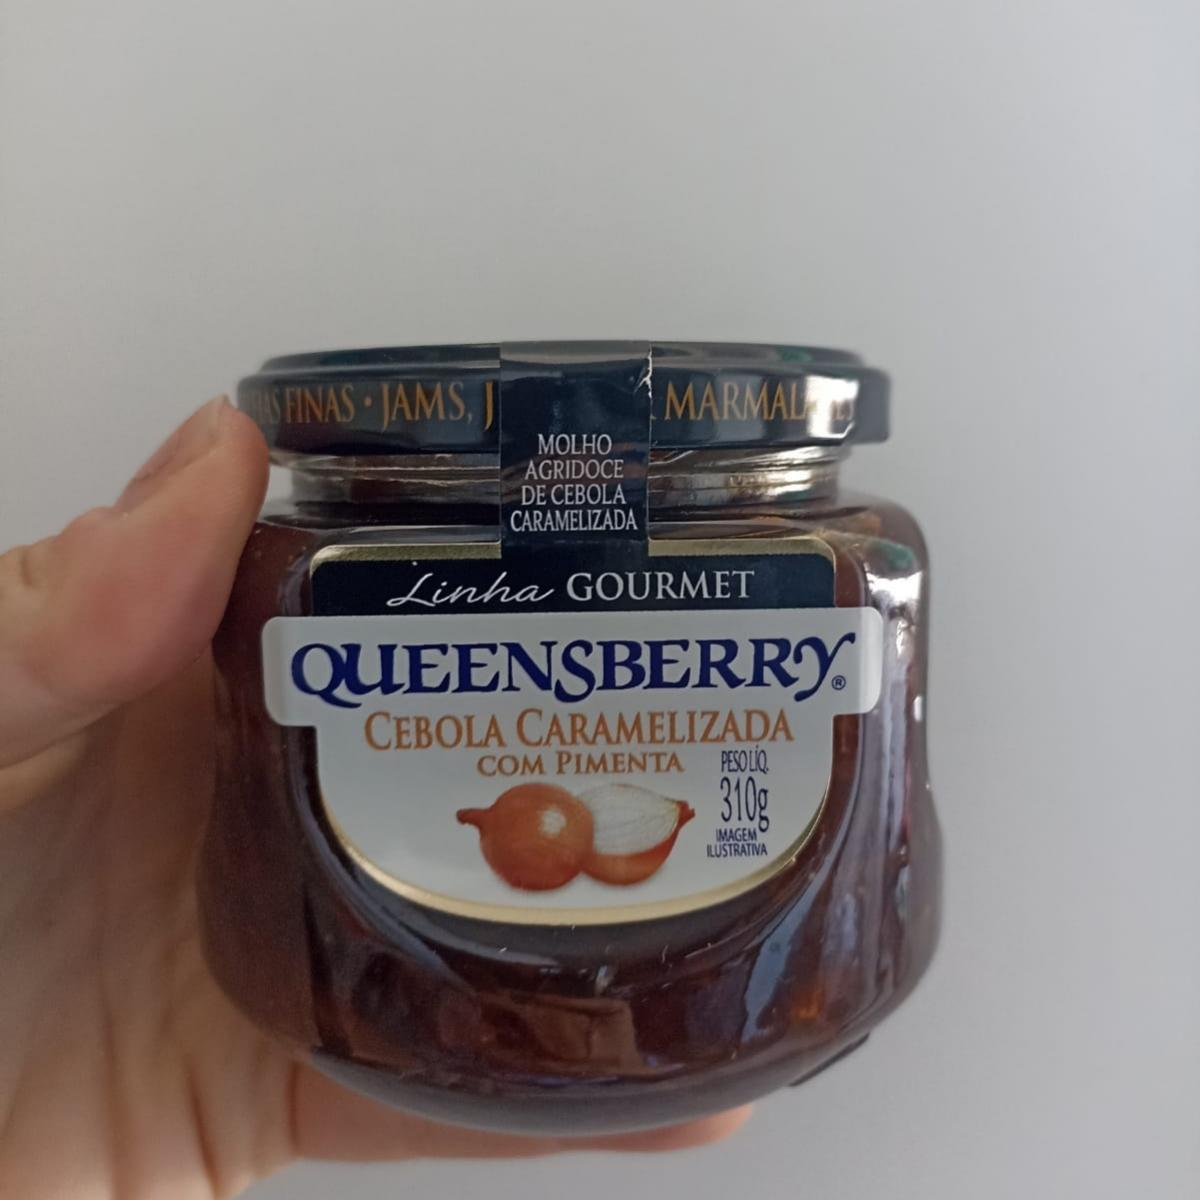 FINAS • JAMS,
MARMALADES
MOLHO
AGRIDOCE
DE CEBOLA
CARAMELIZADA
Linha GOURMET
QUEENSBERRY®
CEBOLA CARAMELIZADA
COM PIMENTA
PESO LÍQ.
310g
IMAGEM
ILUSTRATIVA